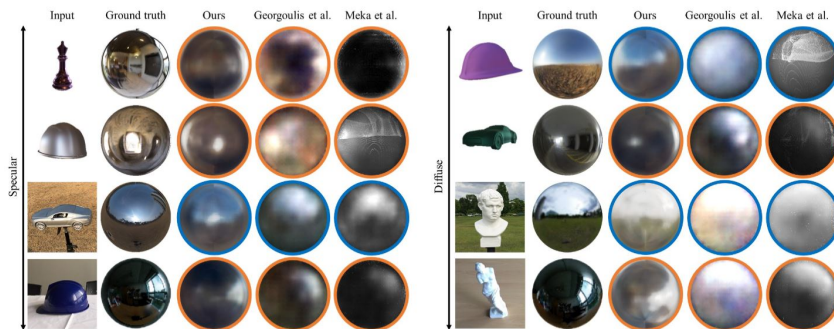 Input Ground truth Ours Georgoulis et al. Meka et al.
Specular
Input Ground truth Ours Georgoulis et al. Meka et al.
Diffuse